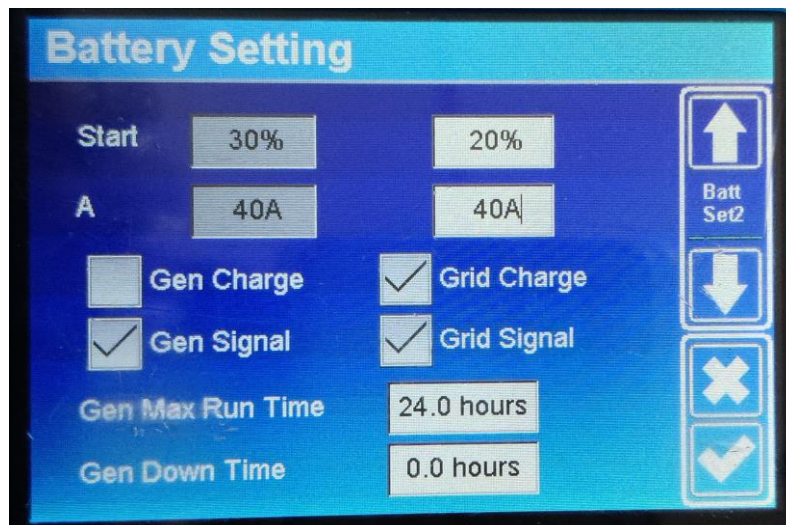 Battery Setting
Start 30% 20%
A 40A 40A
Batt
Set2
Gen Charge Grid Charge
Gen Signal Grid Signal
Gen Max Run Time 24.0 hours
Gen Down Time 0.0 hours